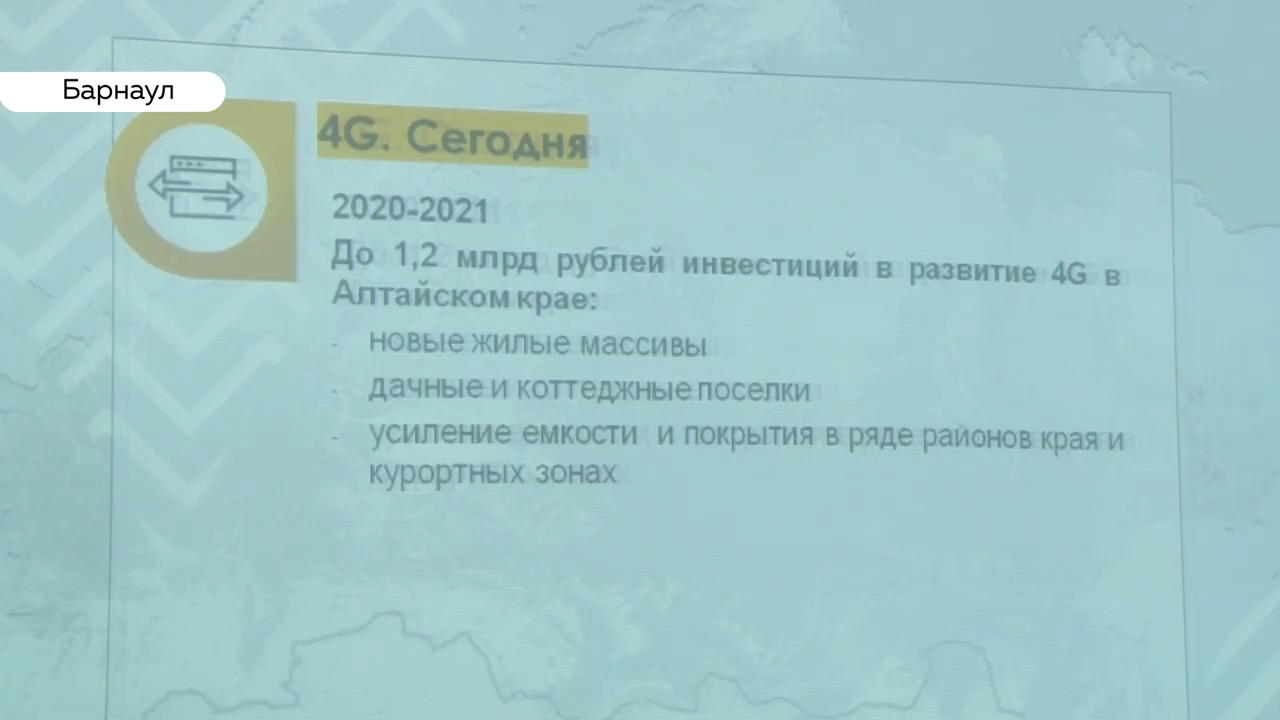 Барнаул
4G. Сегодня
2020-2021
До 1,2 млрд рублей инвестиций в развитие 4G в
Алтайском крае:
- новые жилые массивы
- дачные и коттеджные поселки
- усиление емкости и покрытия в ряде районов края и
курортных зонах